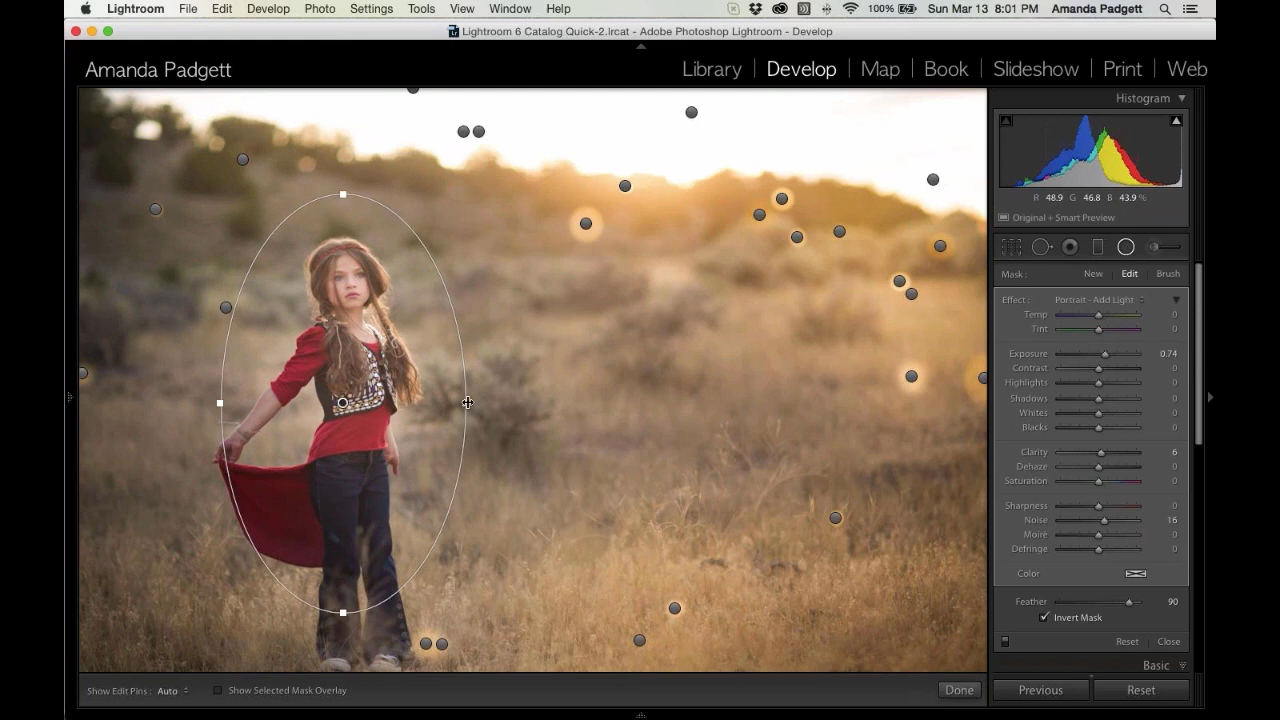 Lightroom File Edit Develop Photo Settings Tools View Window Help 100% Sun Mar 13 8:01 PM Amanda Padgett
Lightroom 6 Catalog Quick-2.lrcat - Adobe Photoshop Lightroom - Develop
Amanda Padgett Library Develop Map Book Slideshow Print Web
Histogram
R 48.9 G 46.8 B 43.9 %
Original + Smart Preview
Mask : New Edit Brush
Effect : Portrait - Add Light
Temp 0
Tint 0
Exposure 0.74
Contrast 0
Highlights 0
Shadows 0
Whites 0
Blacks 0
Clarity 6
Dehaze 0
Saturation 0
Sharpness 0
Noise 16
Moiré 0
Defringe 0
Color
Feather 90
Invert Mask
Reset Close
Basic
Show Edit Pins : Auto Show Selected Mask Overlay Done Previous Reset